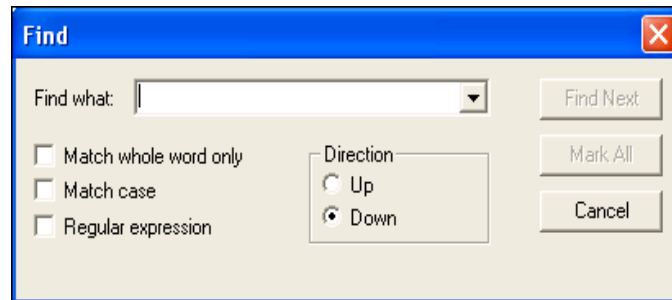 Find
Find what:
Find Next
Match whole word only
Direction
Mark All
Match case
Up
Regular expression
Down
Cancel